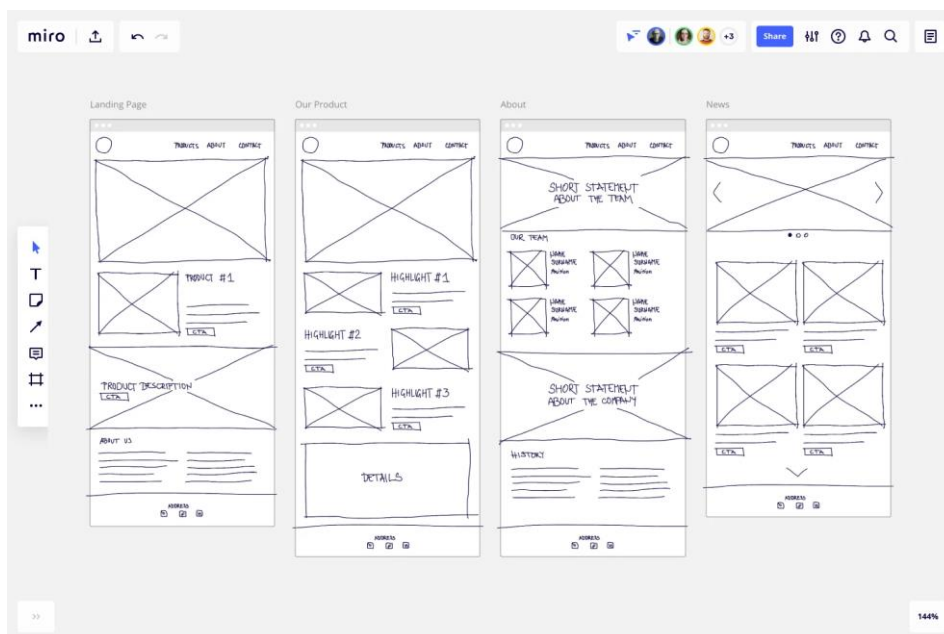 miro
+3
Share
Landing Page
Our Product
About
News
PRODUCTS ABOUT CONTACT
PRODUCT #1
CTA
PRODUCT DESCRIPTION
CTA
ABOUT US
ADDRESS
PRODUCTS ABOUT CONTACT
HIGHLIGHT #1
CTA
HIGHLIGHT #2
CTA
HIGHLIGHT #3
CTA
DETAILS
ADDRESS
PRODUCTS ABOUT CONTACT
SHORT STATEMENT
ABOUT THE TEAM
OUR TEAM
NAME
SURNAME
Position
NAME
SURNAME
Position
NAME
SURNAME
Position
NAME
SURNAME
Position
SHORT STATEMENT
ABOUT THE COMPANY
HISTORY
ADDRESS
PRODUCTS ABOUT CONTACT
CTA
CTA
CTA
CTA
ADDRESS
144%